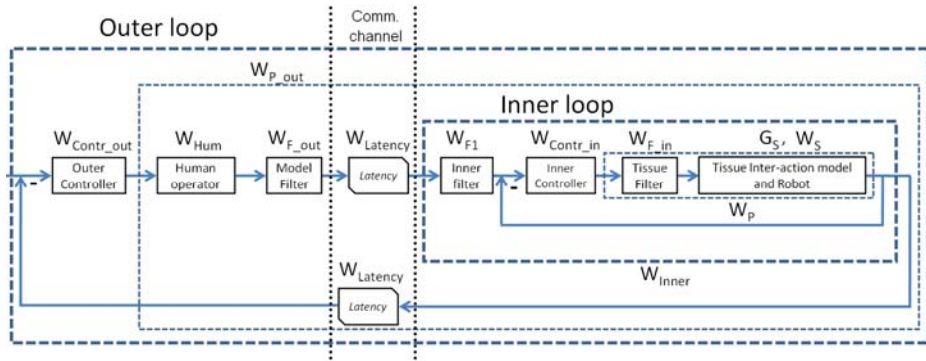 Outer loop
Comm.
channel
W_P_out
Inner loop
W_Contr_out
W_Hum
W_F_out
W_Latency
W_F1
W_Contr_in
W_F_in
G_S, W_S
Outer
Controller
Human
operator
Model
Filter
Latency
Inner
filter
Inner
Controller
Tissue
Filter
Tissue Inter-action model
and Robot
-
-
W_P
W_Latency
W_Inner
Latency